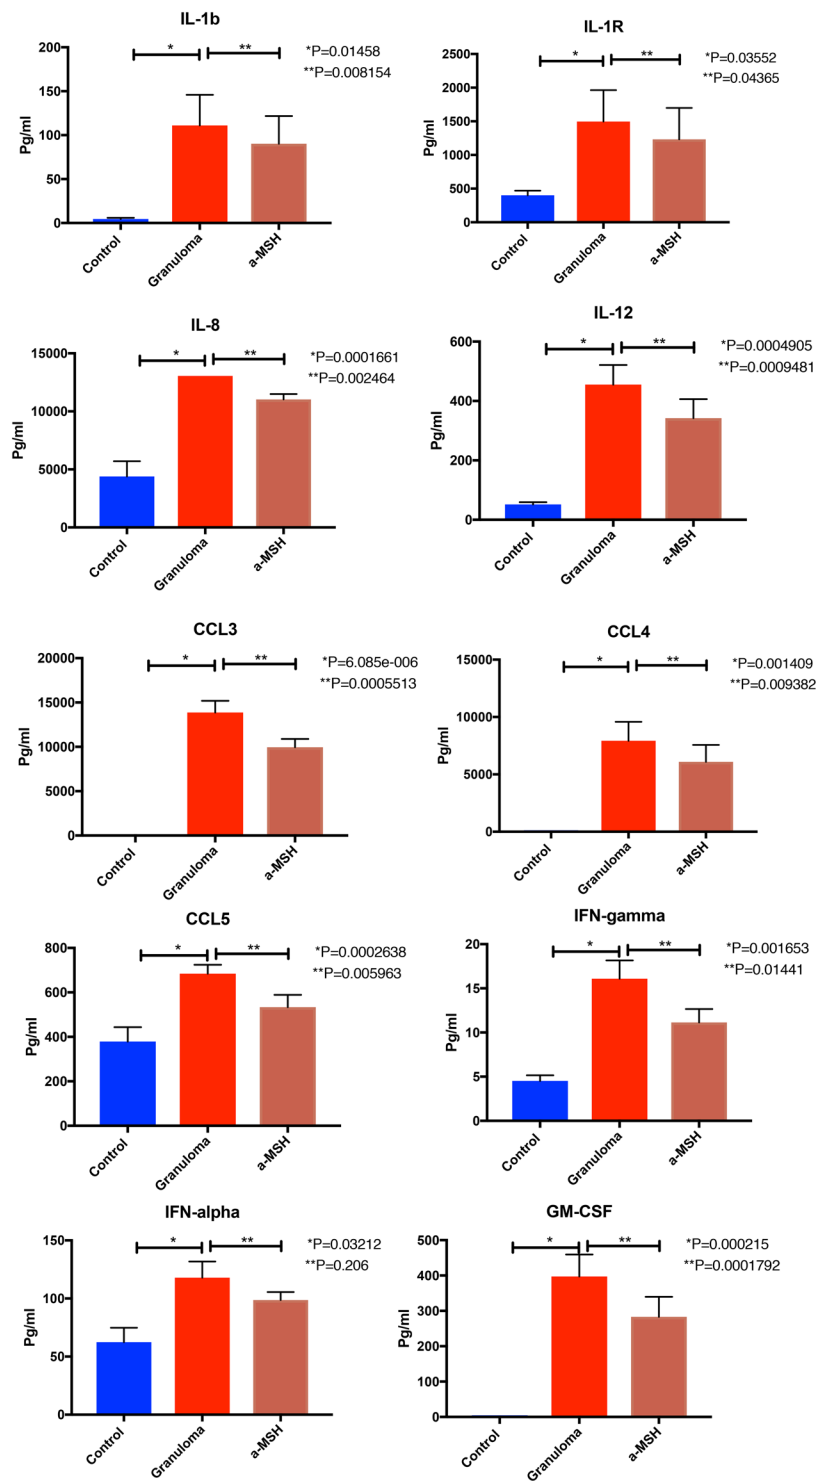 IL-1b
*
**
*P=0.01458
**P=0.008154
Pg/ml
200
150
100
50
0
Control
Granuloma
a-MSH
IL-1R
*
**
*P=0.03552
**P=0.04365
Pg/ml
2500
2000
1500
1000
500
0
Control
Granuloma
a-MSH
IL-8
*
**
*P=0.0001661
**P=0.002464
Pg/ml
15000
10000
5000
0
Control
Granuloma
a-MSH
IL-12
*
**
*P=0.0004905
**P=0.0009481
Pg/ml
600
400
200
0
Control
Granuloma
a-MSH
CCL3
*
**
*P=6.085e-006
**P=0.0005513
Pg/ml
20000
15000
10000
5000
0
Control
Granuloma
a-MSH
CCL4
*
**
*P=0.001409
**P=0.009382
Pg/ml
15000
10000
5000
0
Control
Granuloma
a-MSH
CCL5
*
**
*P=0.0002638
**P=0.005963
Pg/ml
800
600
400
200
0
Control
Granuloma
a-MSH
IFN-gamma
*
**
*P=0.001653
**P=0.01441
Pg/ml
20
15
10
5
0
Control
Granuloma
a-MSH
IFN-alpha
*
**
*P=0.03212
**P=0.206
Pg/ml
150
100
50
0
Control
Granuloma
a-MSH
GM-CSF
*
**
*P=0.000215
**P=0.0001792
Pg/ml
500
400
300
200
100
0
Control
Granuloma
a-MSH